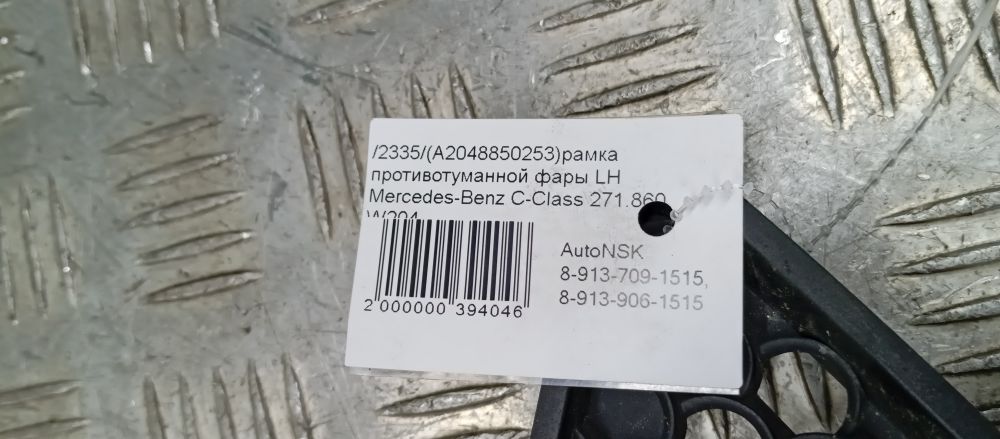 /2335/(A2048850253)рамка
противотуманной фары LH
Mercedes-Benz C-Class 271.860
W204
AutoNSK
8-913-709-1515,
8-913-906-1515
2 000000 394046